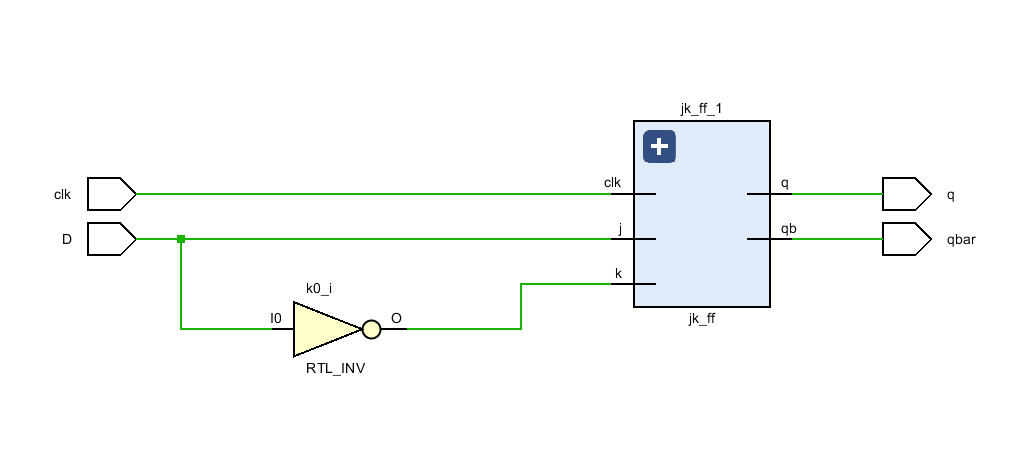 jk_ff_1
clk
clk
q
q
D
j
qb
qbar
k
k0_i
I0
O
jk_ff
RTL_INV